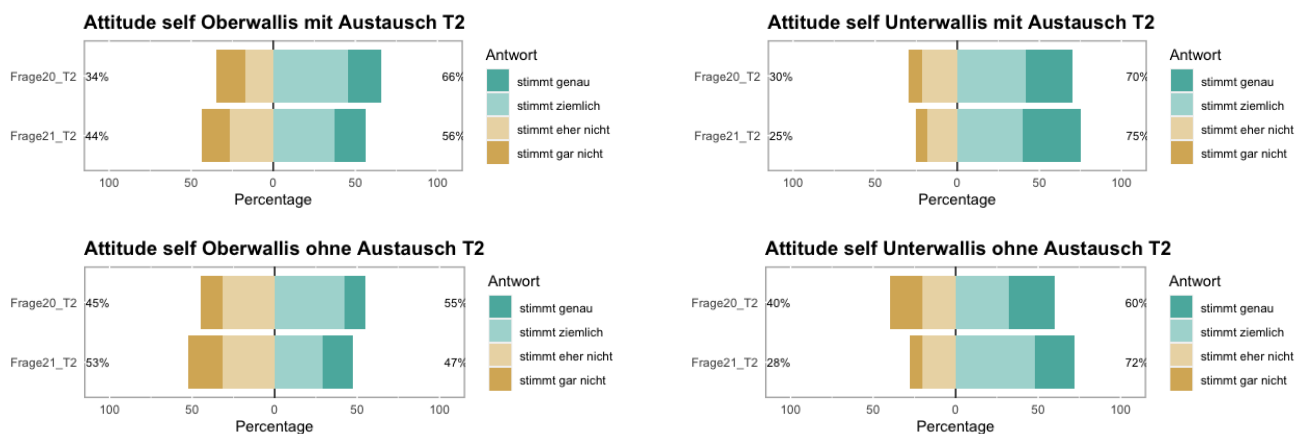 Attitude self Oberwallis mit Austausch T2
Frage20_T2 34% 66%
Frage21_T2 44% 56%
100 50 0 50 100
Percentage
Antwort
stimmt genau
stimmt ziemlich
stimmt eher nicht
stimmt gar nicht
Attitude self Unterwallis mit Austausch T2
Frage20_T2 30% 70%
Frage21_T2 25% 75%
100 50 0 50 100
Percentage
Antwort
stimmt genau
stimmt ziemlich
stimmt eher nicht
stimmt gar nicht
Attitude self Oberwallis ohne Austausch T2
Frage20_T2 45% 55%
Frage21_T2 53% 47%
100 50 0 50 100
Percentage
Antwort
stimmt genau
stimmt ziemlich
stimmt eher nicht
stimmt gar nicht
Attitude self Unterwallis ohne Austausch T2
Frage20_T2 40% 60%
Frage21_T2 28% 72%
100 50 0 50 100
Percentage
Antwort
stimmt genau
stimmt ziemlich
stimmt eher nicht
stimmt gar nicht